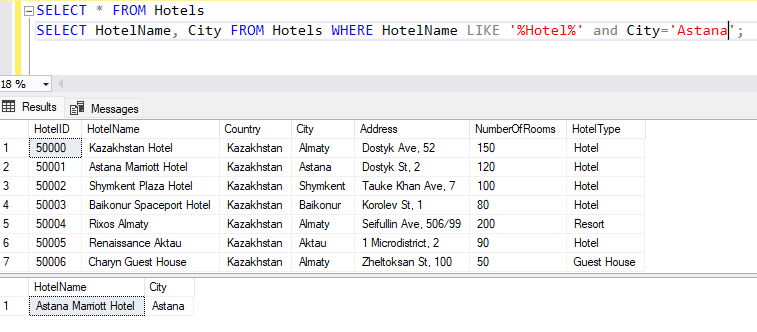 SELECT * FROM Hotels
SELECT HotelName, City FROM Hotels WHERE HotelName LIKE '%Hotel%' and City='Astana';
18 %
Results Messages
HotelID HotelName Country City Address NumberOfRooms HotelType
1 50000 Kazakhstan Hotel Kazakhstan Almaty Dostyk Ave, 52 150 Hotel
2 50001 Astana Marriott Hotel Kazakhstan Astana Dostyk St, 2 120 Hotel
3 50002 Shymkent Plaza Hotel Kazakhstan Shymkent Tauke Khan Ave, 7 100 Hotel
4 50003 Baikonur Spaceport Hotel Kazakhstan Baikonur Korolev St, 1 80 Hotel
5 50004 Rixos Almaty Kazakhstan Almaty Seifullin Ave, 506/99 200 Resort
6 50005 Renaissance Aktau Kazakhstan Aktau 1 Microdistrict, 2 90 Hotel
7 50006 Charyn Guest House Kazakhstan Almaty Zheltoksan St, 100 50 Guest House
HotelName City
1 Astana Marriott Hotel Astana